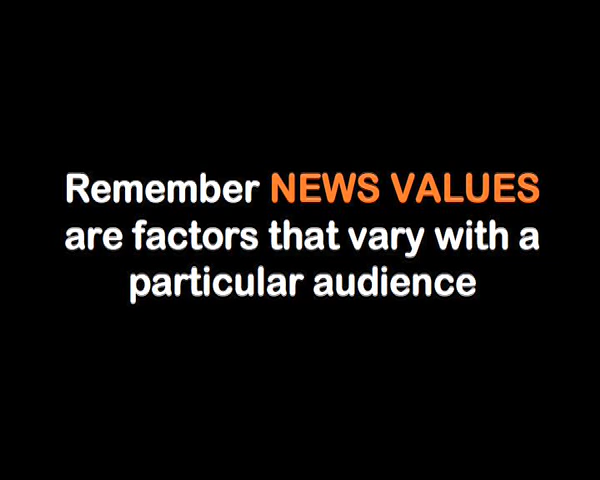 Remember NEWS VALUES
are factors that vary with a
particular audience